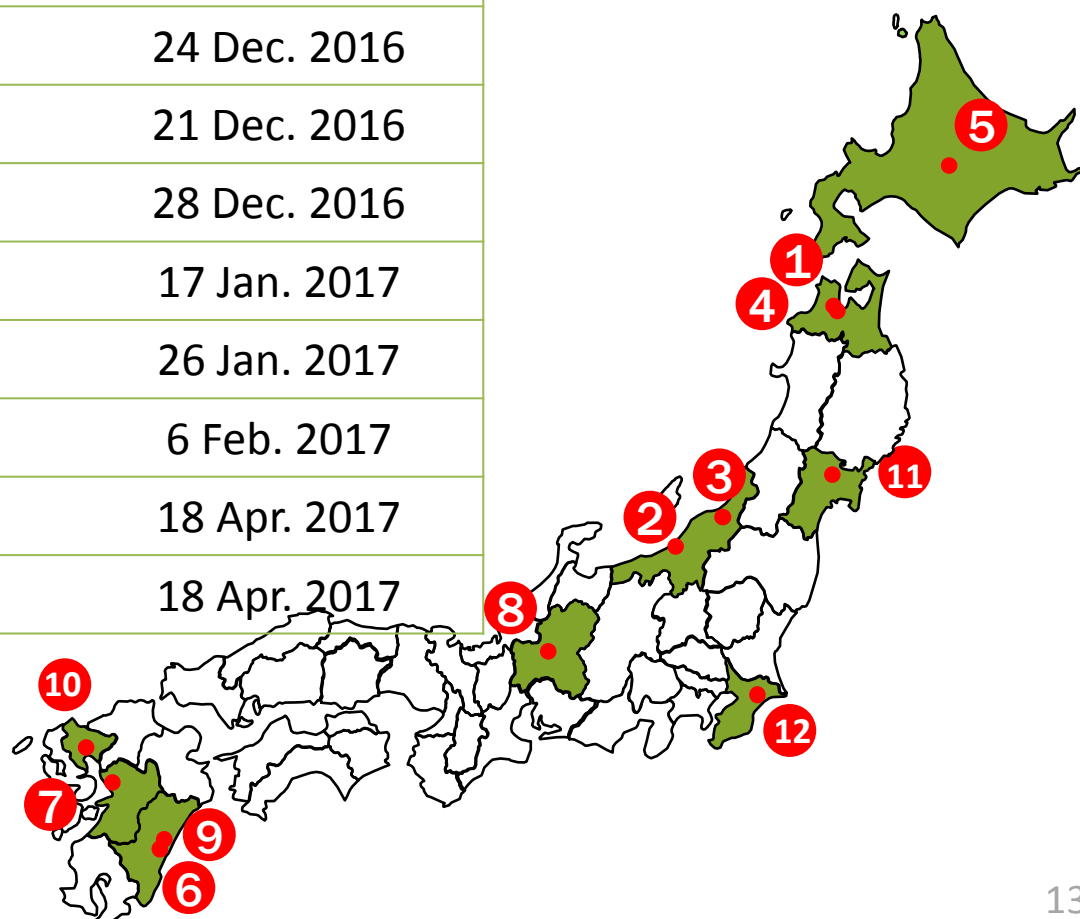 24 Dec. 2016
21 Dec. 2016
28 Dec. 2016
17 Jan. 2017
26 Jan. 2017
6 Feb. 2017
18 Apr. 2017
18 Apr. 2017
5
1
4
3
11
2
8
10
12
7
9
6
13